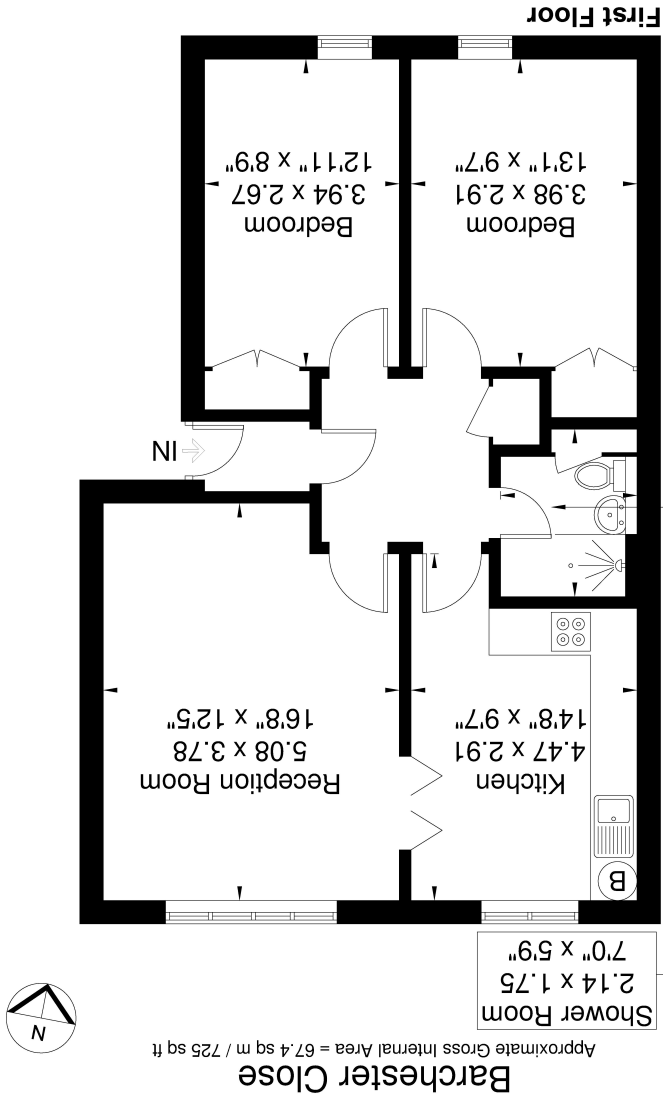 Barchester Close
Approximate Gross Internal Area = 67.4 sq m / 725 sq ft
N
Shower Room
2.14 x 1.75
7'0" x 5'9"
B
Kitchen
4.47 x 2.91
14'8" x 9'7"
Reception Room
5.08 x 3.78
16'8" x 12'5"
IN
Bedroom
3.98 x 2.91
13'1" x 9'7"
Bedroom
3.94 x 2.67
12'11" x 8'9"
First Floor